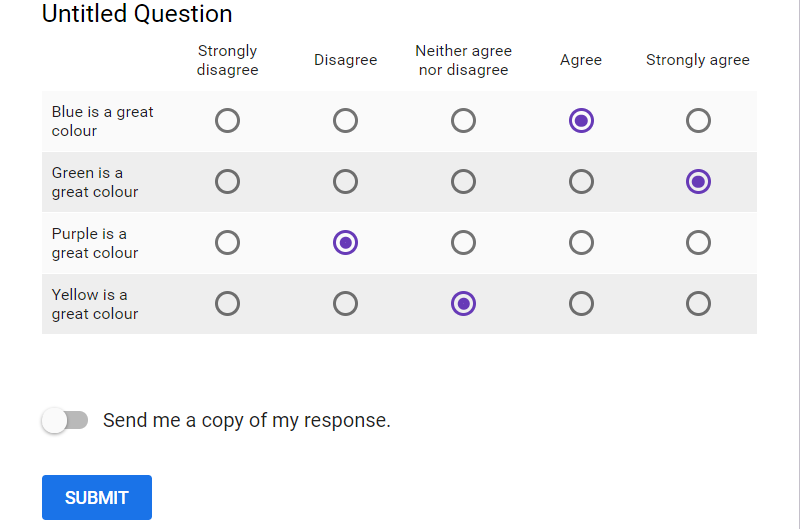 Untitled Question
Strongly disagree Disagree Neither agree nor disagree Agree Strongly agree
Blue is a great
colour
Green is a
great colour
Purple is a
great colour
Yellow is a
great colour
Send me a copy of my response.
SUBMIT